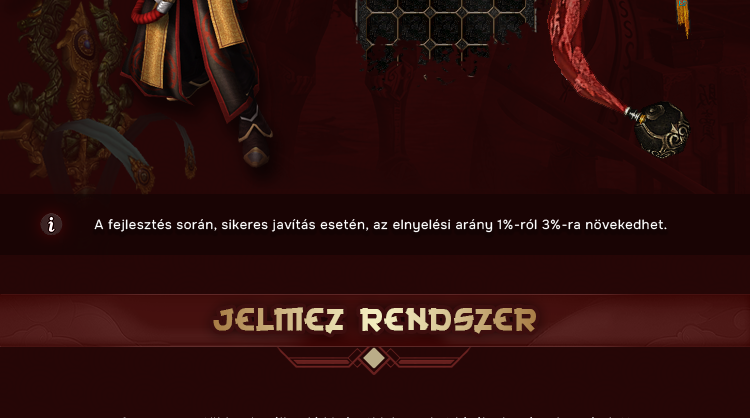 A fejlesztés során, sikeres javítás esetén, az elnyelési arány 1%-ról 3%-ra növekedhet.
JELMEZ RENDSZER